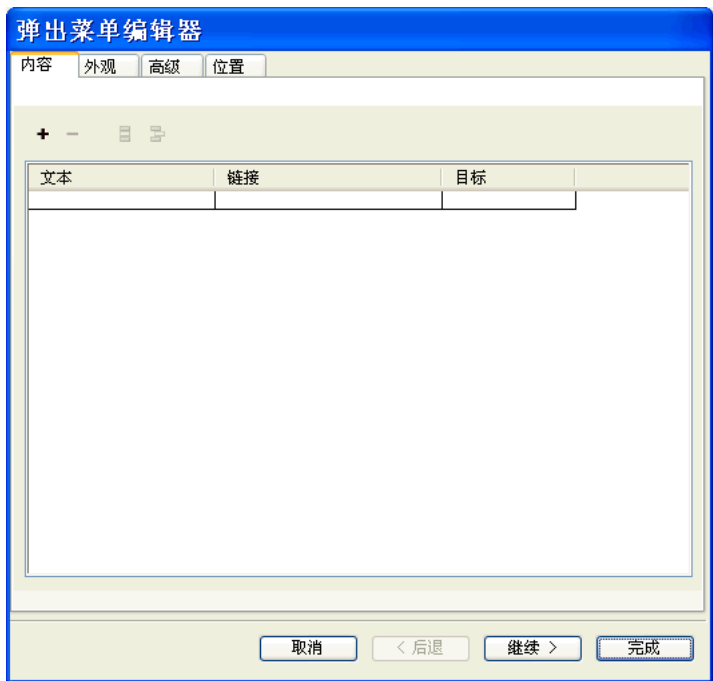 弹出菜单编辑器
内容 外观 高级 位置
文本 链接 目标
取消 < 后退 继续 > 完成